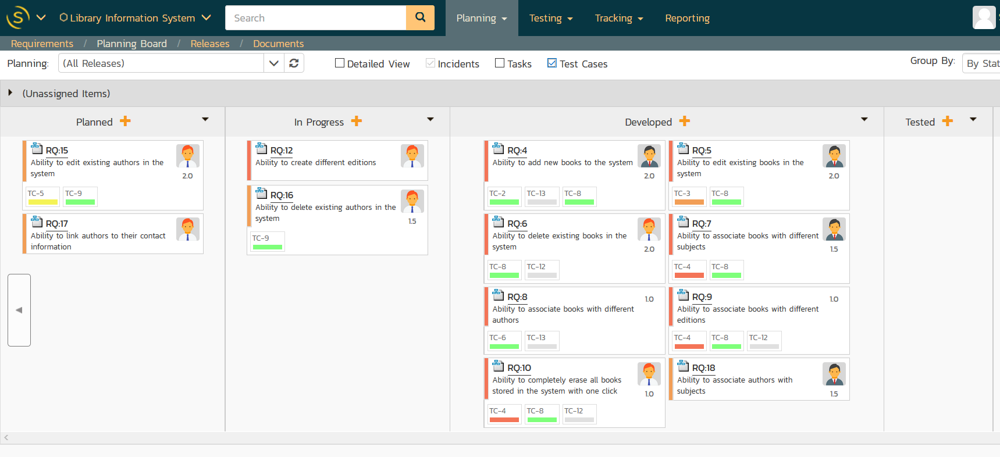 S
Library Information System
Search
Planning
Testing
Tracking
Reporting
Requirements / Planning Board / Releases / Documents
Planning: (All Releases)
Detailed View
Incidents
Tasks
Test Cases
Group By: By Stat
(Unassigned Items)
Planned
In Progress
Developed
Tested
RQ:15
Ability to edit existing authors in the
system
2.0
TC-5 TC-9
RQ:17
Ability to link authors to their contact
information
RQ:12
Ability to create different editions
RQ:16
Ability to delete existing authors in the
system
1.5
TC-9
RQ:4
Ability to add new books to the system
2.0
TC-2 TC-13 TC-8
RQ:5
Ability to edit existing books in the
system
2.0
TC-3 TC-8
RQ:6
Ability to delete existing books in the
system
2.0
TC-8 TC-12
RQ:7
Ability to associate books with different
subjects
1.5
TC-4 TC-8
RQ:8
1.0
Ability to associate books with different
authors
TC-6 TC-13
RQ:9
1.0
Ability to associate books with different
editions
TC-4 TC-8 TC-12
RQ:10
Ability to completely erase all books
stored in the system with one click
1.0
TC-4 TC-8 TC-12
RQ:18
Ability to associate authors with
subjects
1.5